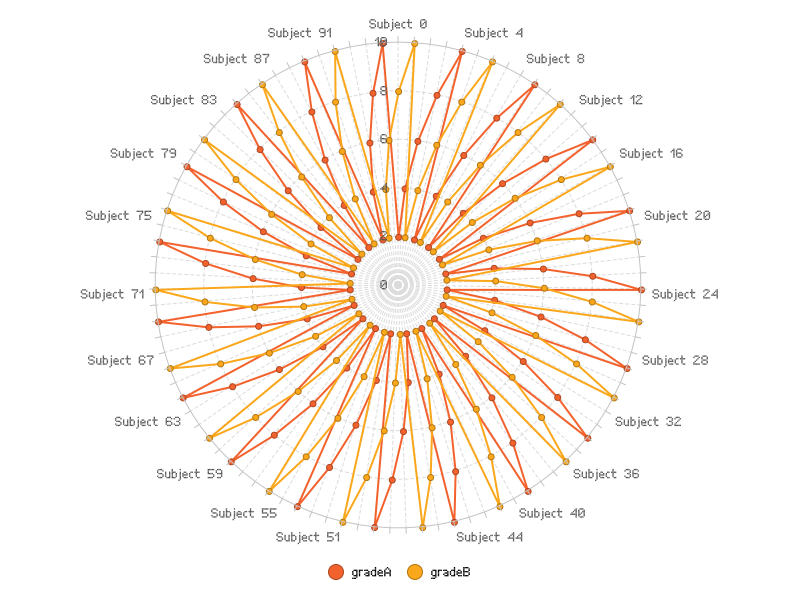 Subject 0
Subject 91
Subject 4
Subject 87
Subject 8
Subject 83
Subject 12
Subject 79
Subject 16
Subject 75
Subject 20
Subject 71
Subject 24
Subject 67
Subject 28
Subject 63
Subject 32
Subject 59
Subject 36
Subject 55
Subject 40
Subject 51
Subject 44
10
8
6
4
2
0
gradeA
gradeB